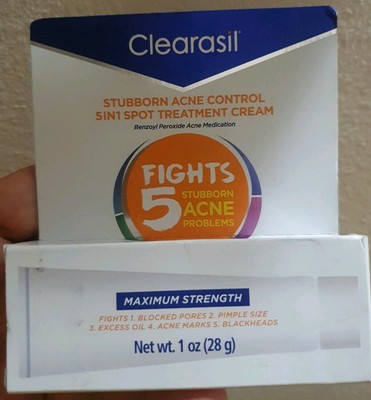 Clearasil®
STUBBORN ACNE CONTROL
5IN1 SPOT TREATMENT CREAM
Benzoyl Peroxide Acne Medication
FIGHTS
5 STUBBORN
ACNE
PROBLEMS
MAXIMUM STRENGTH
FIGHTS 1. BLOCKED PORES 2. PIMPLE SIZE
3. EXCESS OIL 4. ACNE MARKS 5. BLACKHEADS
Net wt. 1 oz (28 g)